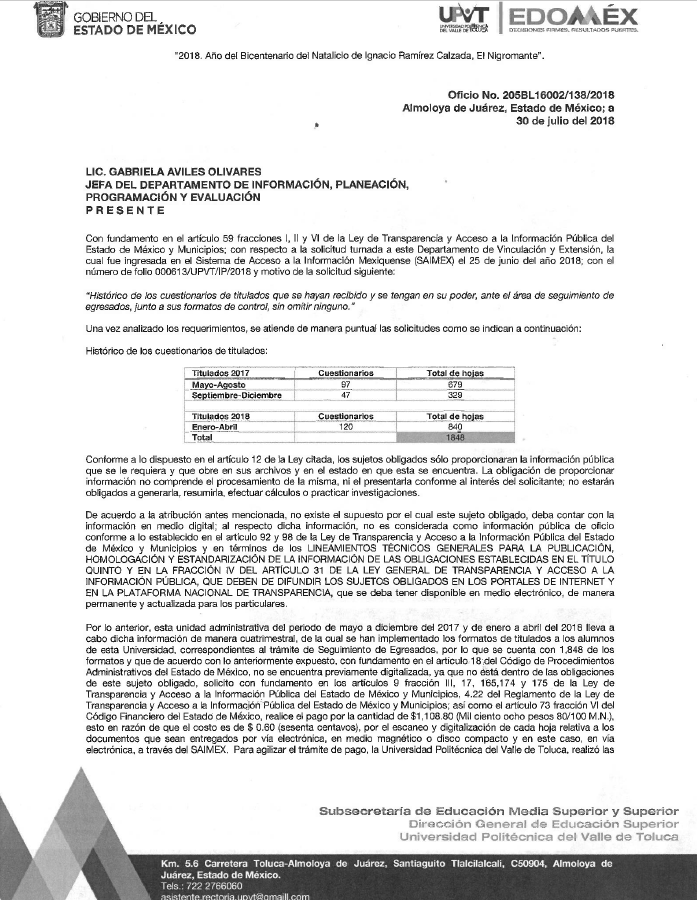 GOBIERNO DEL
ESTADO DE MÉXICO
UPVT
UNIVERSIDAD POLITÉCNICA
DEL VALLE DE TOLUCA
EDOMÉX
DECISIONES FIRMES, RESULTADOS FUERTES.
"2018. Año del Bicentenario del Natalicio de Ignacio Ramírez Calzada, El Nigromante".
Oficio No. 205BL16002/138/2018
Almoloya de Juárez, Estado de México; a
30 de julio del 2018
LIC. GABRIELA AVILES OLIVARES
JEFA DEL DEPARTAMENTO DE INFORMACIÓN, PLANEACIÓN,
PROGRAMACIÓN Y EVALUACIÓN
P R E S E N T E
Con fundamento en el artículo 59 fracciones I, II y VI de la Ley de Transparencia y Acceso a la Información Pública del
Estado de México y Municipios; con respecto a la solicitud turnada a este Departamento de Vinculación y Extensión, la
cual fue ingresada en el Sistema de Acceso a la Información Mexiquense (SAIMEX) el 25 de junio del año 2018; con el
número de folio 000613/UPVT/IP/2018 y motivo de la solicitud siguiente:
"Histórico de los cuestionarios de titulados que se hayan recibido y se tengan en su poder, ante el área de seguimiento de
egresados, junto a sus formatos de control, sin omitir ninguno."
Una vez analizado los requerimientos, se atiende de manera puntual las solicitudes como se indican a continuación:
Histórico de los cuestionarios de titulados:
Titulados 2017 Cuestionarios Total de hojas
Mayo-Agosto 97 679
Septiembre-Diciembre 47 329
Titulados 2018 Cuestionarios Total de hojas
Enero-Abril 120 840
Total 1848
Conforme a lo dispuesto en el artículo 12 de la Ley citada, los sujetos obligados sólo proporcionaran la información pública
que se le requiera y que obre en sus archivos y en el estado en que esta se encuentra. La obligación de proporcionar
información no comprende el procesamiento de la misma, ni el presentarla conforme al interés del solicitante; no estarán
obligados a generarla, resumirla, efectuar cálculos o practicar investigaciones.
De acuerdo a la atribución antes mencionada, no existe el supuesto por el cual este sujeto obligado, deba contar con la
información en medio digital; al respecto dicha información, no es considerada como información pública de oficio
conforme a lo establecido en el artículo 92 y 98 de la Ley de Transparencia y Acceso a la Información Pública del Estado
de México y Municipios y en términos de los LINEAMIENTOS TÉCNICOS GENERALES PARA LA PUBLICACIÓN,
HOMOLOGACIÓN Y ESTANDARIZACIÓN DE LA INFORMACIÓN DE LAS OBLIGACIONES ESTABLECIDAS EN EL TÍTULO
QUINTO Y EN LA FRACCIÓN IV DEL ARTÍCULO 31 DE LA LEY GENERAL DE TRANSPARENCIA Y ACCESO A LA
INFORMACIÓN PÚBLICA, QUE DEBEN DE DIFUNDIR LOS SUJETOS OBLIGADOS EN LOS PORTALES DE INTERNET Y
EN LA PLATAFORMA NACIONAL DE TRANSPARENCIA, que se deba tener disponible en medio electrónico, de manera
permanente y actualizada para los particulares.
Por lo anterior, esta unidad administrativa del periodo de mayo a diciembre del 2017 y de enero a abril del 2018 lleva a
cabo dicha información de manera cuatrimestral, de la cual se han implementado los formatos de titulados a los alumnos
de esta Universidad, correspondientes al trámite de Seguimiento de Egresados, por lo que se cuenta con 1,848 de los
formatos y que de acuerdo con lo anteriormente expuesto, con fundamento en el artículo 18 del Código de Procedimientos
Administrativos del Estado de México, no se encuentra previamente digitalizada, ya que no está dentro de las obligaciones
de este sujeto obligado, solicito con fundamento en los artículos 9 fracción III, 17, 165,174 y 175 de la Ley de
Transparencia y Acceso a la Información Pública del Estado de México y Municipios, 4.22 del Reglamento de la Ley de
Transparencia y Acceso a la Información Pública del Estado de México y Municipios; así como el artículo 73 fracción VI del
Código Financiero del Estado de México, realice el pago por la cantidad de $1,108.80 (Mil ciento ocho pesos 80/100 M.N.),
esto en razón de que el costo es de $ 0.60 (sesenta centavos), por el escaneo y digitalización de cada hoja relativa a los
documentos que sean entregados por vía electrónica, en medio magnético o disco compacto y en este caso, en vía
electrónica, a través del SAIMEX. Para agilizar el trámite de pago, la Universidad Politécnica del Valle de Toluca, realizó las
Subsecretaría de Educación Media Superior y Superior
Dirección General de Educación Superior
Universidad Politécnica del Valle de Toluca
Km. 5.6 Carretera Toluca-Almoloya de Juárez, Santiaguito Tlalcilalcali, C50904, Almoloya de
Juárez, Estado de México.
Tels.: 722 2766060
asistente.rectoria.upvt@gmaill.com